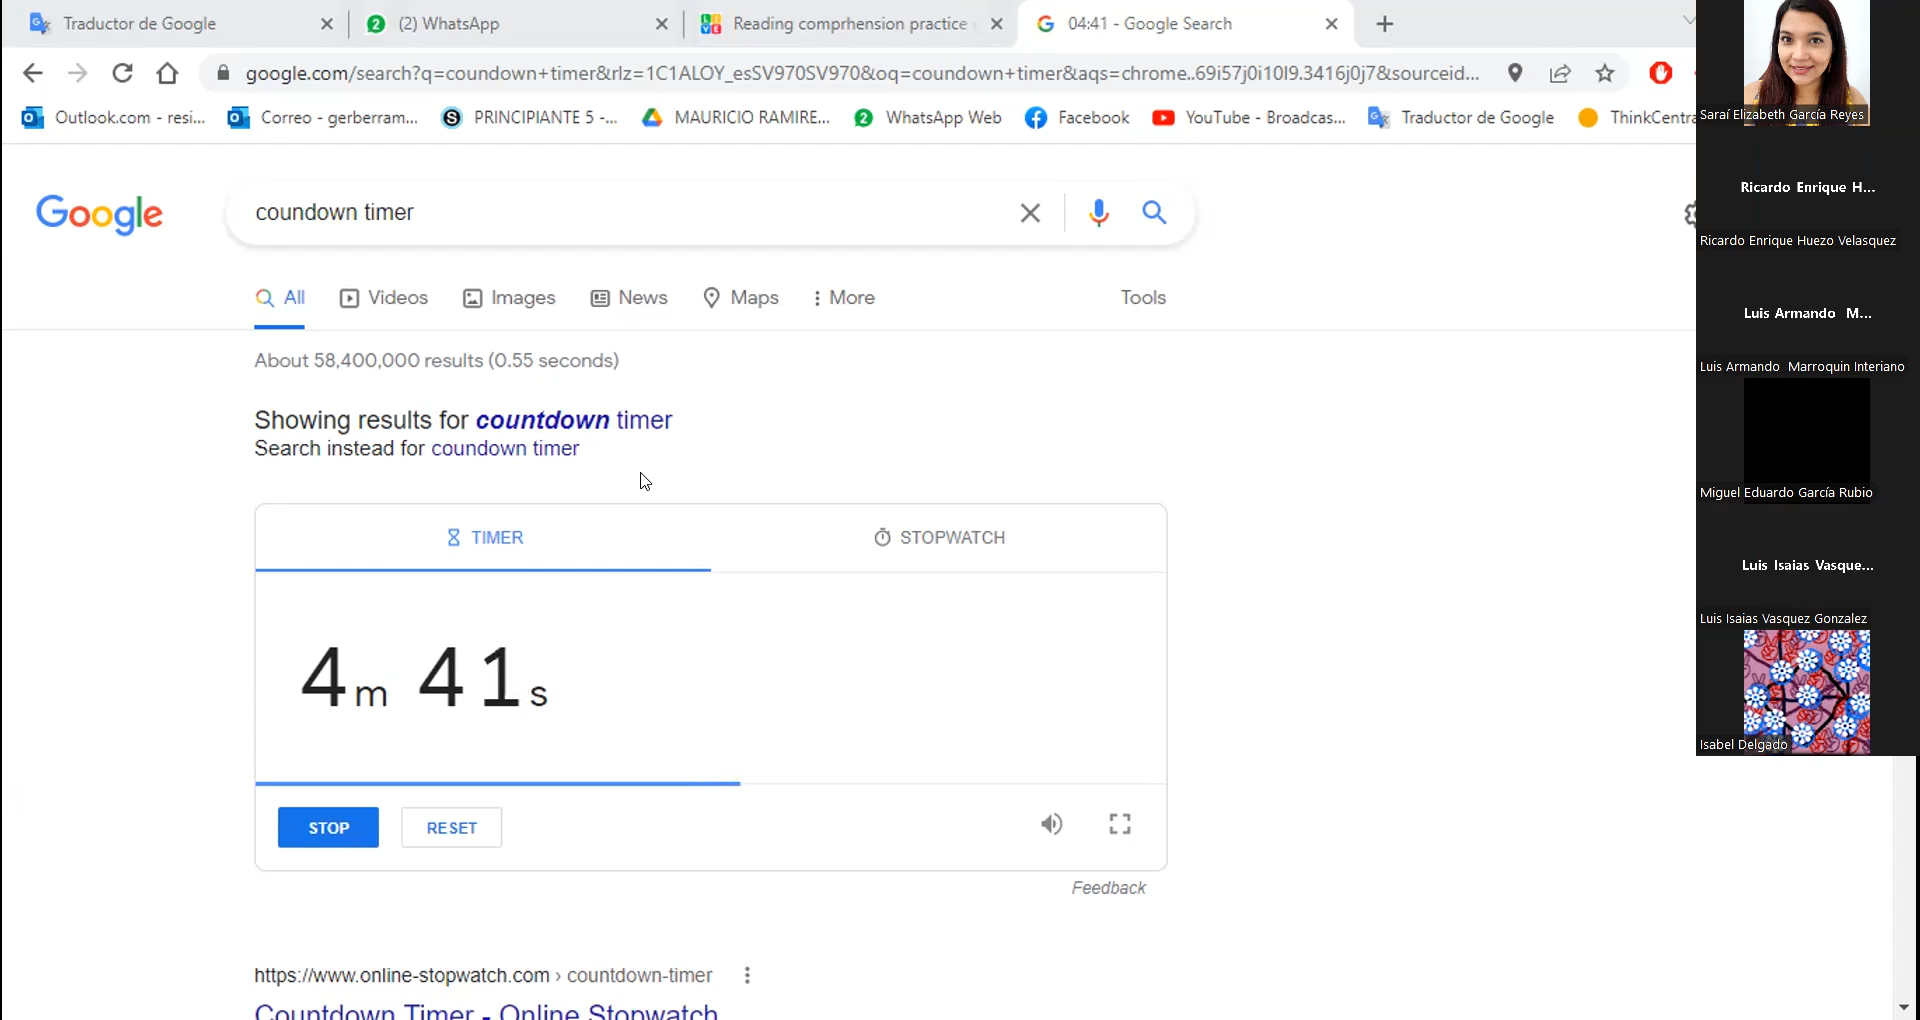 Traductor de Google
(2) WhatsApp
Reading comprhension practice
04:41 - Google Search
google.com/search?q=coundown+timer&rlz=1C1ALOY_esSV970SV970&oq=coundown+timer&aqs=chrome..69i57j0i10l9.3416j0j7&sourceid...
Outlook.com - resi...
Correo - gerberram...
PRINCIPIANTE 5 -...
MAURICIO RAMIRE...
WhatsApp Web
Facebook
YouTube - Broadcas...
Traductor de Google
ThinkCentra
Google
coundown timer
All
Videos
Images
News
Maps
More
Tools
About 58,400,000 results (0.55 seconds)
Showing results for countdown timer
Search instead for coundown timer
TIMER
STOPWATCH
4m 41s
STOP
RESET
Feedback
https://www.online-stopwatch.com › countdown-timer
Countdown Timer - Online Stopwatch
Saraí Elizabeth García Reyes
Ricardo Enrique H...
Ricardo Enrique Huezo Velasquez
Luis Armando M...
Luis Armando Marroquin Interiano
Miguel Eduardo García Rubio
Luis Isaias Vasque...
Luis Isaias Vasquez Gonzalez
Isabel Delgado